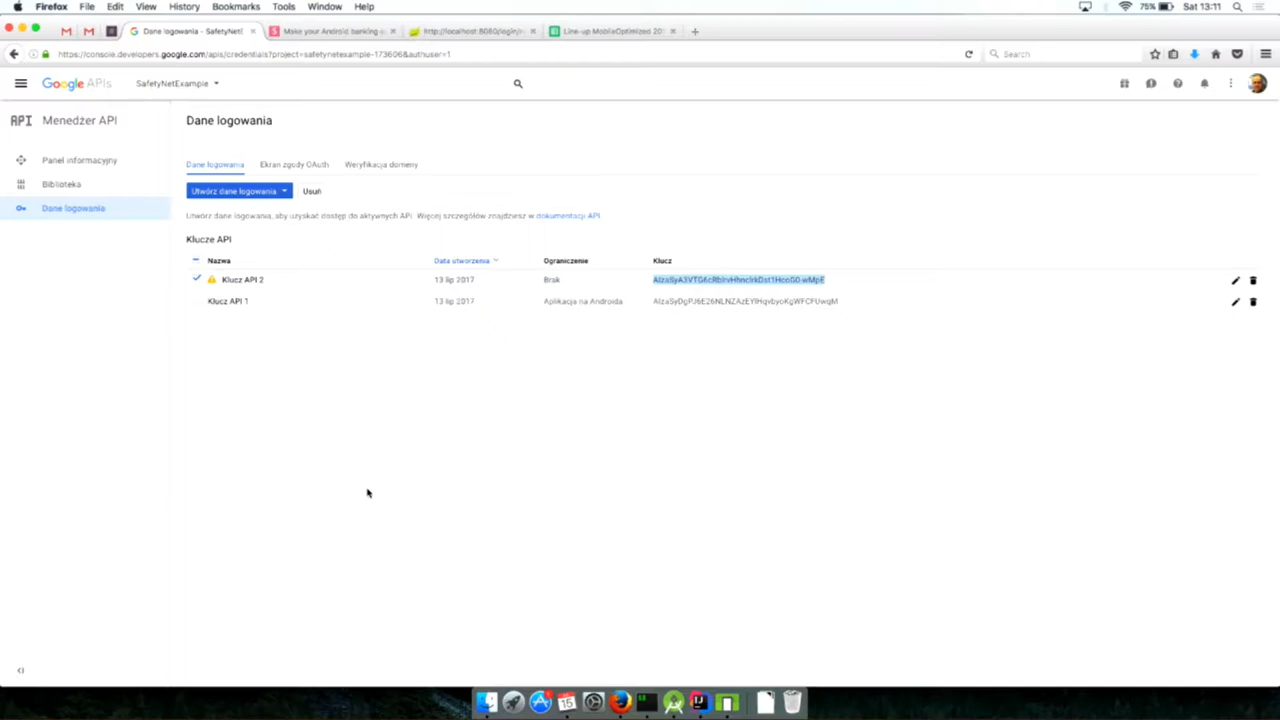 Firefox File Edit View History Bookmarks Tools Window Help 75% Sat 13:11
Dane logowania - SafetyNetE Make your Android banking http://localhost:8080/login/ Line-up MobileOptimized 20
https://console.developers.google.com/apis/credentials?project=safetynetexample-173606&authuser=1 Search
Google APIs SafetyNetExample
API Menedżer API Dane logowania
Panel informacyjny
Biblioteka
Dane logowania
Dane logowania Ekran zgody OAuth Weryfikacja domeny
Utwórz dane logowania Usuń
Utwórz dane logowania, aby uzyskać dostęp do aktywnych API. Więcej szczegółów znajdziesz w dokumentacji API.
Klucze API
Nazwa Data utworzenia Ograniczenie Klucz
Klucz API 2 13 lip 2017 Brak
Klucz API 1 13 lip 2017 Aplikacja na Androida
15